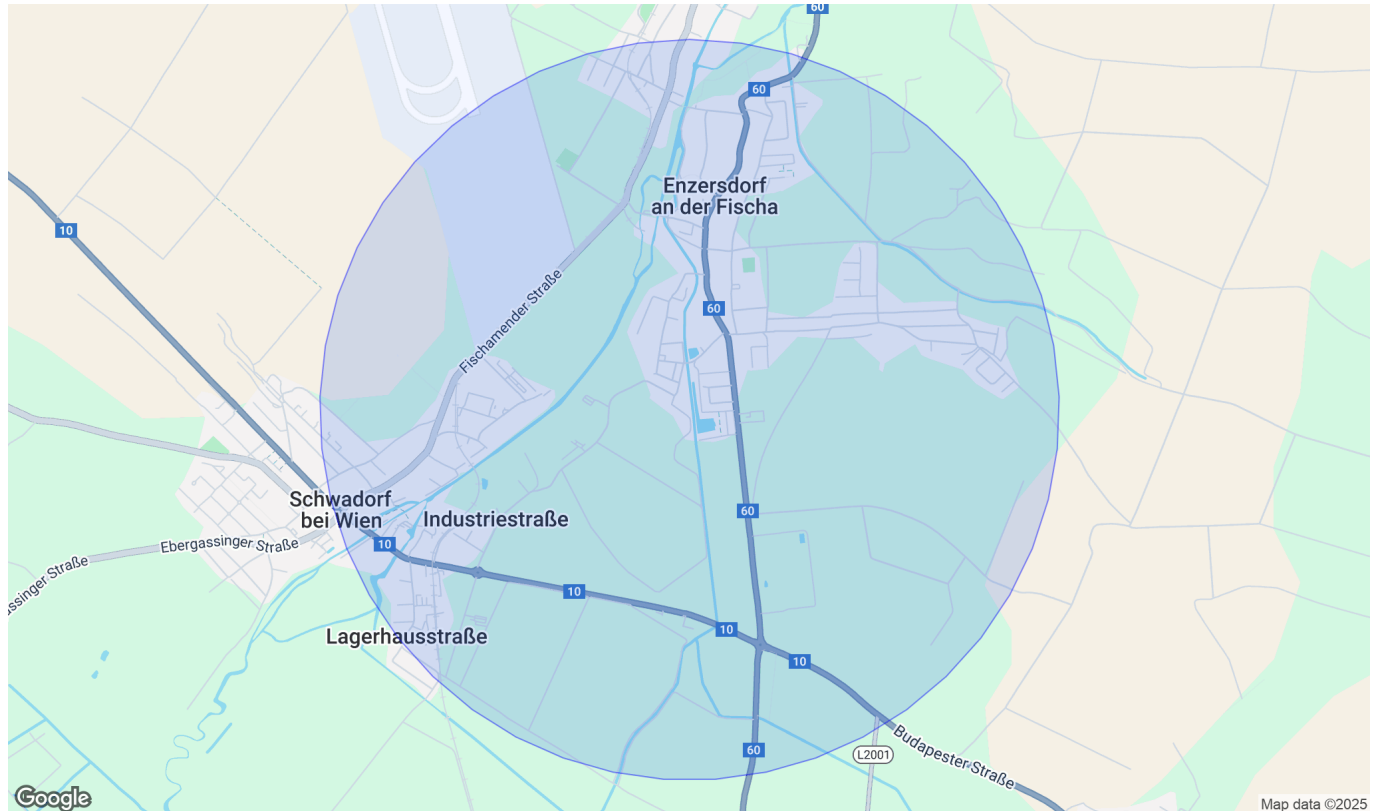 60
60
Enzersdorf
an der Fischa
10
Fischamender Straße
60
Schwadorf
bei Wien
Industriestraße
60
Ebergassinger Straße
10
assinger Straße
10
Lagerhausstraße
10
10
Budapester Straße
60
L2001
Google
Map data ©2025